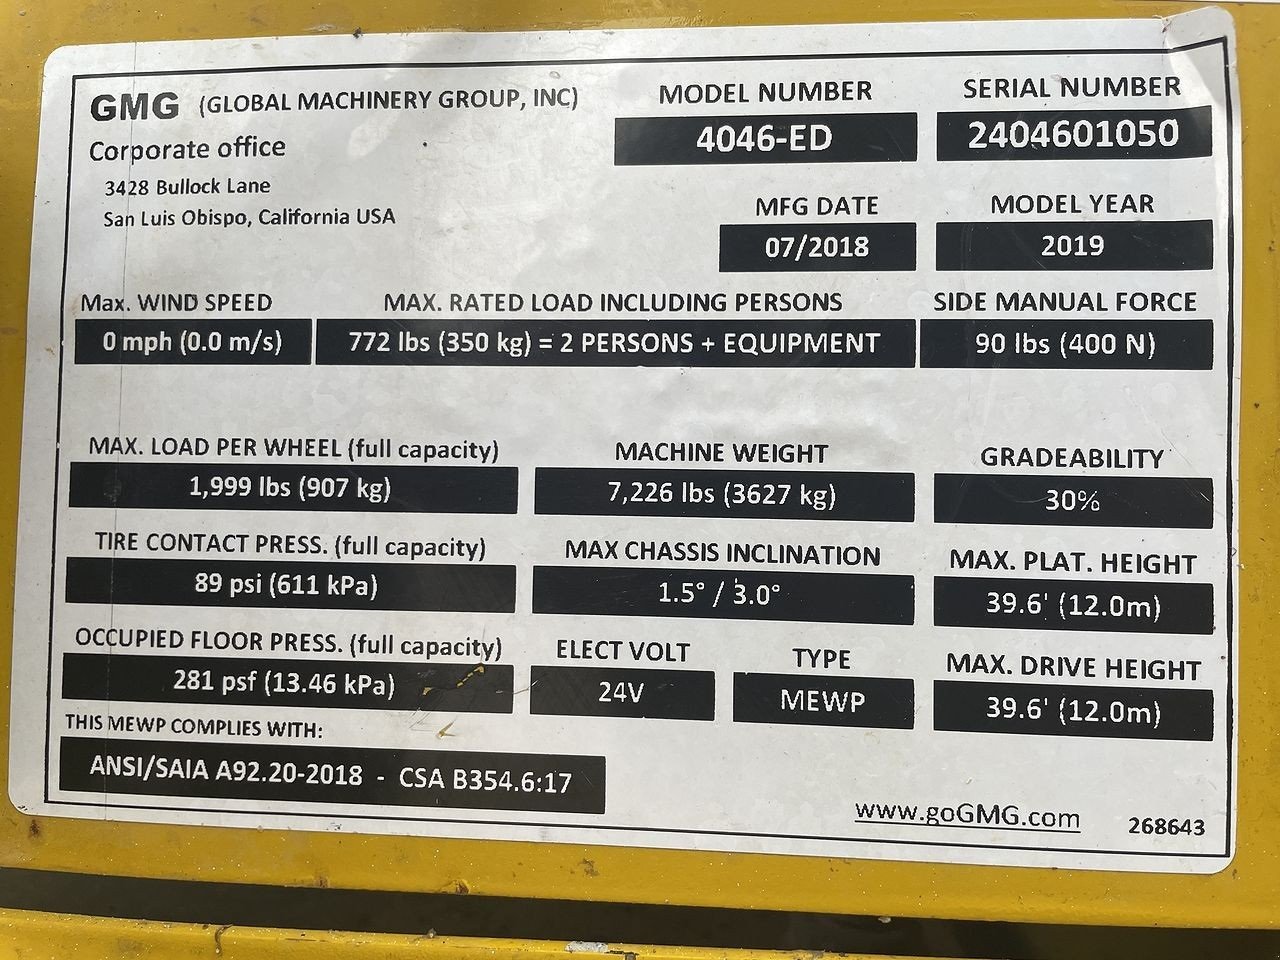 GMG (GLOBAL MACHINERY GROUP, INC)
Corporate office
3428 Bullock Lane
San Luis Obispo, California USA
MODEL NUMBER
4046-ED
SERIAL NUMBER
2404601050
MFG DATE
07/2018
MODEL YEAR
2019
Max. WIND SPEED
0 mph (0.0 m/s)
MAX. RATED LOAD INCLUDING PERSONS
772 lbs (350 kg) = 2 PERSONS + EQUIPMENT
SIDE MANUAL FORCE
90 lbs (400 N)
MAX. LOAD PER WHEEL (full capacity)
1,999 lbs (907 kg)
MACHINE WEIGHT
7,226 lbs (3627 kg)
GRADEABILITY
30%
TIRE CONTACT PRESS. (full capacity)
89 psi (611 kPa)
MAX CHASSIS INCLINATION
1.5° / 3.0°
MAX. PLAT. HEIGHT
39.6' (12.0m)
OCCUPIED FLOOR PRESS. (full capacity)
281 psf (13.46 kPa)
ELECT VOLT
24V
TYPE
MEWP
MAX. DRIVE HEIGHT
39.6' (12.0m)
THIS MEWP COMPLIES WITH:
ANSI/SAIA A92.20-2018 - CSA B354.6:17
www.goGMG.com
268643